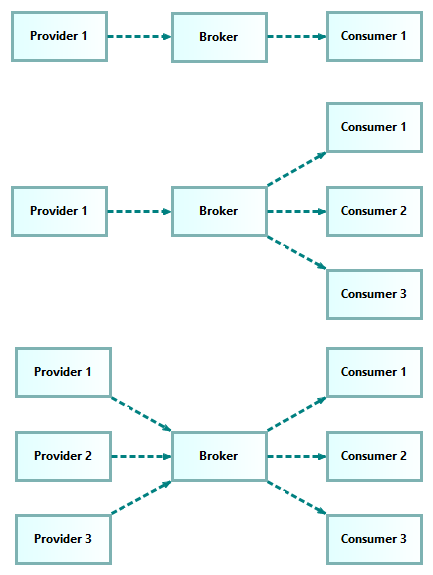 Provider 1
Broker
Consumer 1
Consumer 1
Provider 1
Broker
Consumer 2
Consumer 3
Provider 1
Consumer 1
Provider 2
Broker
Consumer 2
Provider 3
Consumer 3